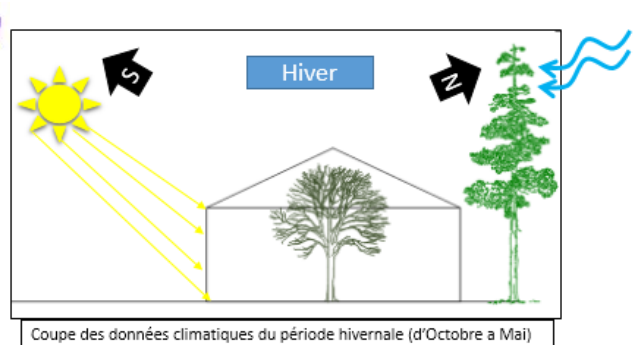 S
Hiver
N
Coupe des données climatiques du période hivernale (d'Octobre a Mai)